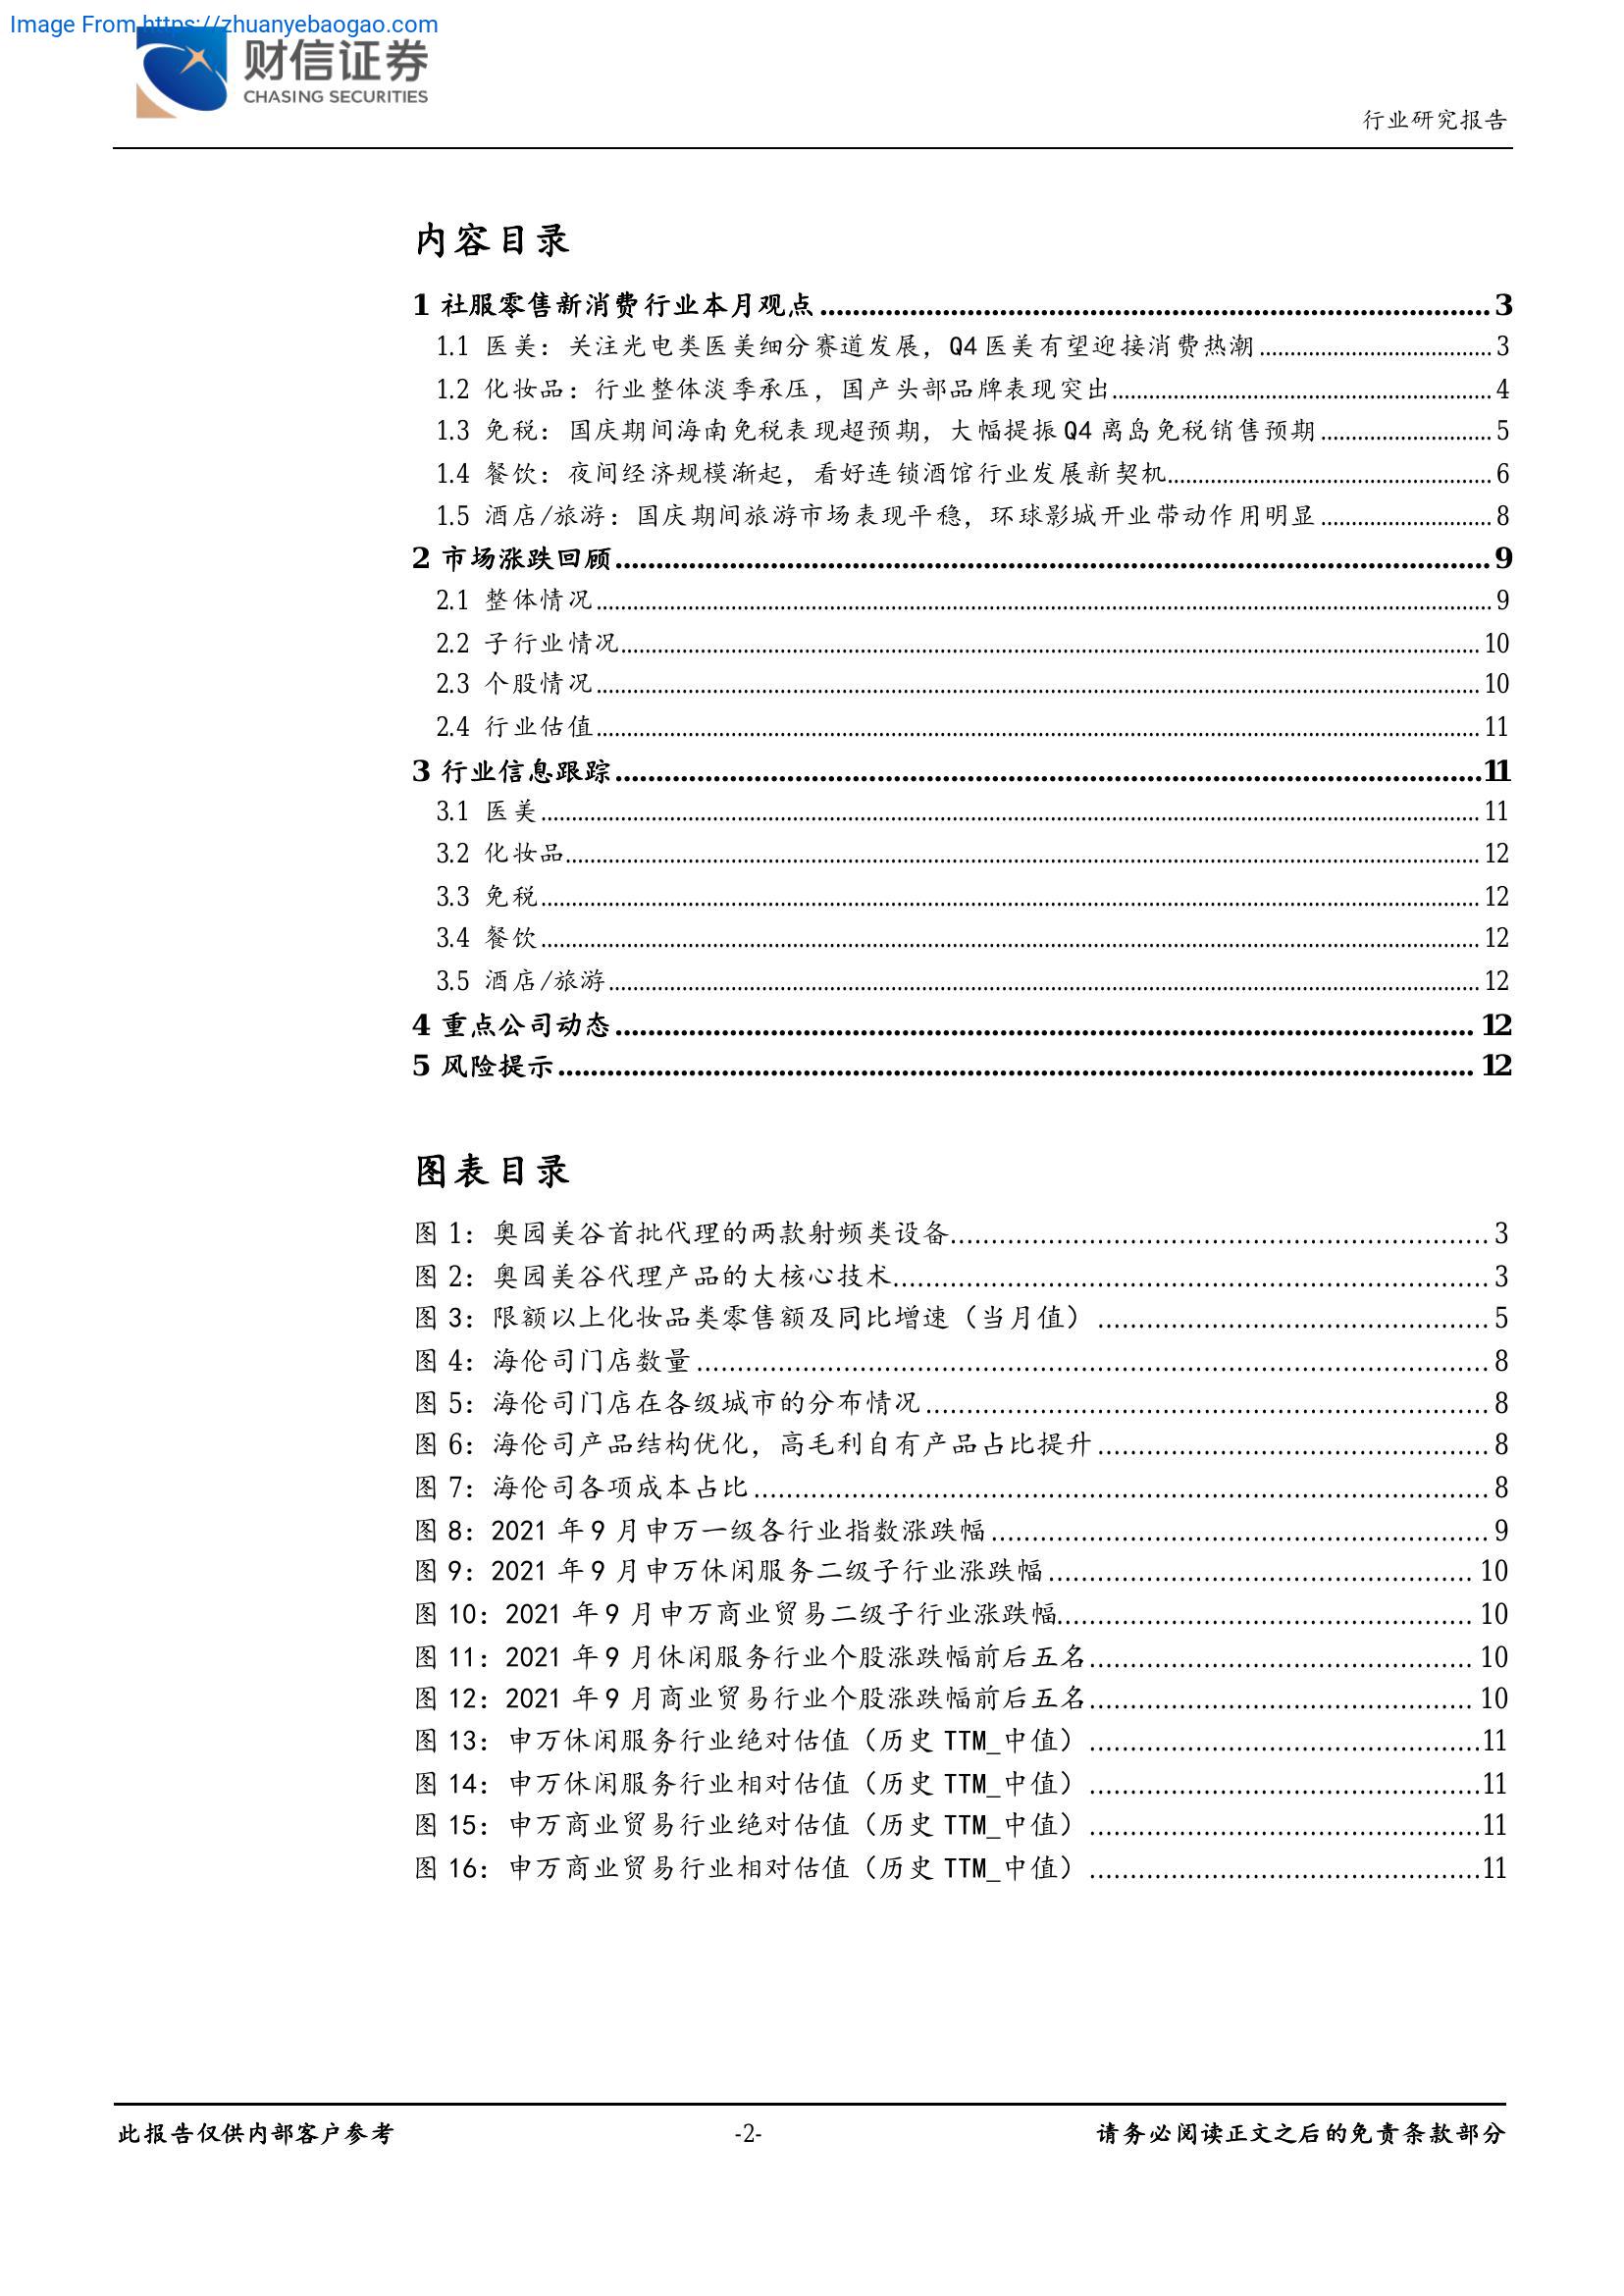 Image From https://zhuanyebaogao.com
财信证券
CHASING SECURITIES
行业研究报告
内容目录
1 社服零售新消费行业本月观点........................................3
1.1 医美：关注光电类医美细分赛道发展，Q4 医美有望迎接消费热潮........................................3
1.2 化妆品：行业整体淡季承压，国产头部品牌表现突出........................................4
1.3 免税：国庆期间海南免税表现超预期，大幅提振 Q4 离岛免税销售预期........................................5
1.4 餐饮：夜间经济规模渐起，看好连锁酒馆行业发展新契机........................................6
1.5 酒店/旅游：国庆期间旅游市场表现平稳，环球影城开业带动作用明显........................................8
2 市场涨跌回顾........................................9
2.1 整体情况........................................9
2.2 子行业情况........................................10
2.3 个股情况........................................10
2.4 行业估值........................................11
3 行业信息跟踪........................................11
3.1 医美........................................11
3.2 化妆品........................................12
3.3 免税........................................12
3.4 餐饮........................................12
3.5 酒店/旅游........................................12
4 重点公司动态........................................12
5 风险提示........................................12
图表目录
图 1：奥园美谷首批代理的两款射频类设备........................................3
图 2：奥园美谷代理产品的大核心技术........................................3
图 3：限额以上化妆品类零售额及同比增速（当月值）........................................5
图 4：海伦司门店数量........................................8
图 5：海伦司门店在各级城市的分布情况........................................8
图 6：海伦司产品结构优化，高毛利自有产品占比提升........................................8
图 7：海伦司各项成本占比........................................8
图 8：2021 年 9 月申万一级各行业指数涨跌幅........................................9
图 9：2021 年 9 月申万休闲服务二级子行业涨跌幅........................................10
图 10：2021 年 9 月申万商业贸易二级子行业涨跌幅........................................10
图 11：2021 年 9 月休闲服务行业个股涨跌幅前后五名........................................10
图 12：2021 年 9 月商业贸易行业个股涨跌幅前后五名........................................10
图 13：申万休闲服务行业绝对估值（历史 TTM_中值）........................................11
图 14：申万休闲服务行业相对估值（历史 TTM_中值）........................................11
图 15：申万商业贸易行业绝对估值（历史 TTM_中值）........................................11
图 16：申万商业贸易行业相对估值（历史 TTM_中值）........................................11
此报告仅供内部客户参考
-2-
请务必阅读正文之后的免责条款部分